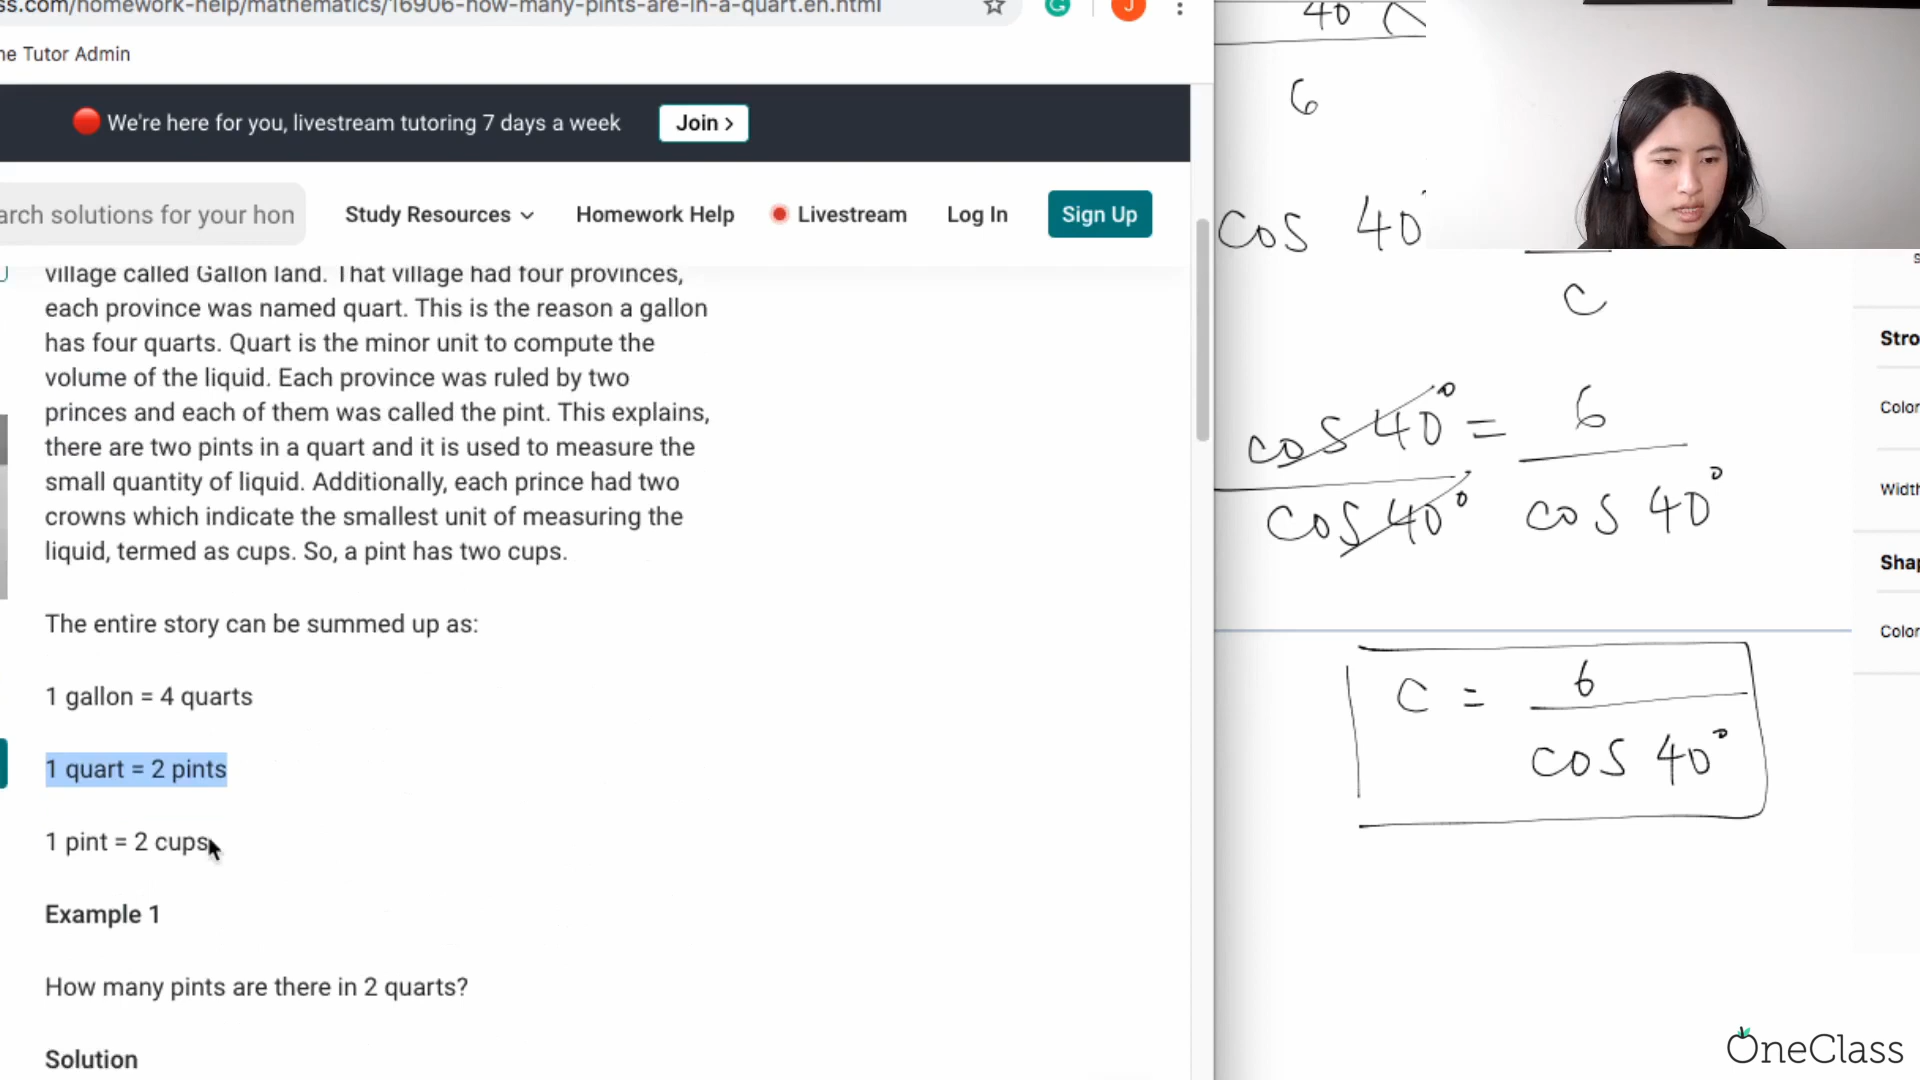 ss.com/homework-help/mathematics/16906-how-many-pints-are-in-a-quart.en.html
J
ne Tutor Admin
We're here for you, livestream tutoring 7 days a week
Join >
arch solutions for your hon
Study Resources
Homework Help
Livestream
Log In
Sign Up
village called Gallon land. That village had four provinces,
each province was named quart. This is the reason a gallon
has four quarts. Quart is the minor unit to compute the
volume of the liquid. Each province was ruled by two
princes and each of them was called the pint. This explains,
there are two pints in a quart and it is used to measure the
small quantity of liquid. Additionally, each prince had two
crowns which indicate the smallest unit of measuring the
liquid, termed as cups. So, a pint has two cups.
The entire story can be summed up as:
1 gallon = 4 quarts
1 quart = 2 pints
1 pint = 2 cups
Example 1
How many pints are there in 2 quarts?
Solution
40
6
cos 40
c
cos 40° = 6
cos 40° cos 40°
c = 6
cos 40°
s
Stro
Color
Width
Shap
Color
OneClass